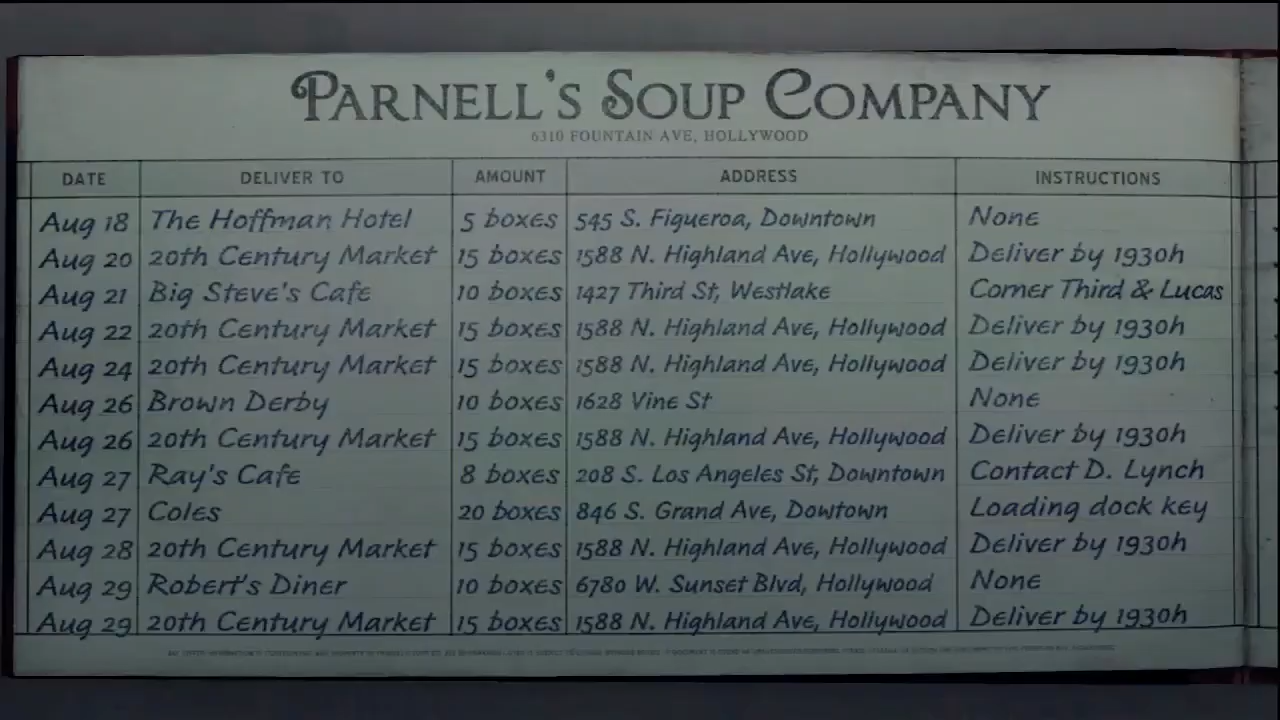 PARNELL'S SOUP COMPANY
6310 FOUNTAIN AVE, HOLLYWOOD
DATE DELIVER TO AMOUNT ADDRESS INSTRUCTIONS
Aug 18 The Hoffman Hotel 5 boxes 545 S. Figueroa, Downtown None
Aug 20 20th Century Market 15 boxes 1588 N. Highland Ave, Hollywood Deliver by 1930h
Aug 21 Big Steve's Cafe 10 boxes 1427 Third St, Westlake Corner Third & Lucas
Aug 22 20th Century Market 15 boxes 1588 N. Highland Ave, Hollywood Deliver by 1930h
Aug 24 20th Century Market 15 boxes 1588 N. Highland Ave, Hollywood Deliver by 1930h
Aug 26 Brown Derby 10 boxes 1628 Vine St None
Aug 26 20th Century Market 15 boxes 1588 N. Highland Ave, Hollywood Deliver by 1930h
Aug 27 Ray's Cafe 8 boxes 208 S. Los Angeles St, Downtown Contact D. Lynch
Aug 27 Coles 20 boxes 846 S. Grand Ave, Dowtown Loading dock key
Aug 28 20th Century Market 15 boxes 1588 N. Highland Ave, Hollywood Deliver by 1930h
Aug 29 Robert's Diner 10 boxes 6780 W. Sunset Blvd, Hollywood None
Aug 29 20th Century Market 15 boxes 1588 N. Highland Ave, Hollywood Deliver by 1930h